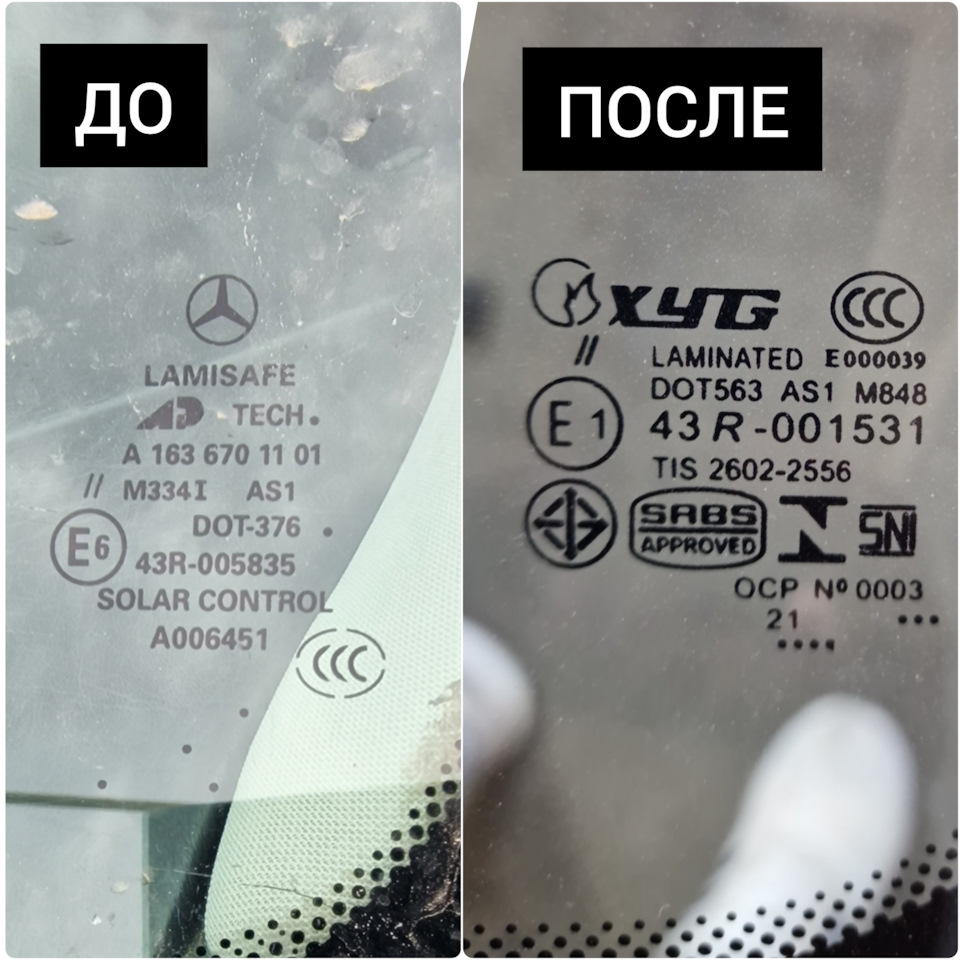 ДО
LAMISAFE
AP TECH.
A 163 670 11 01
// M334I AS1
DOT-376 .
E6
43R-005835
SOLAR CONTROL
A006451
CCC
ПОСЛЕ
XYG CCC
// LAMINATED E000039
DOT563 AS1 M848
E1 43R-001531
TIS 2602-2556
SABS
APPROVED
SNI
OCP Nº 0003
21 ...
....